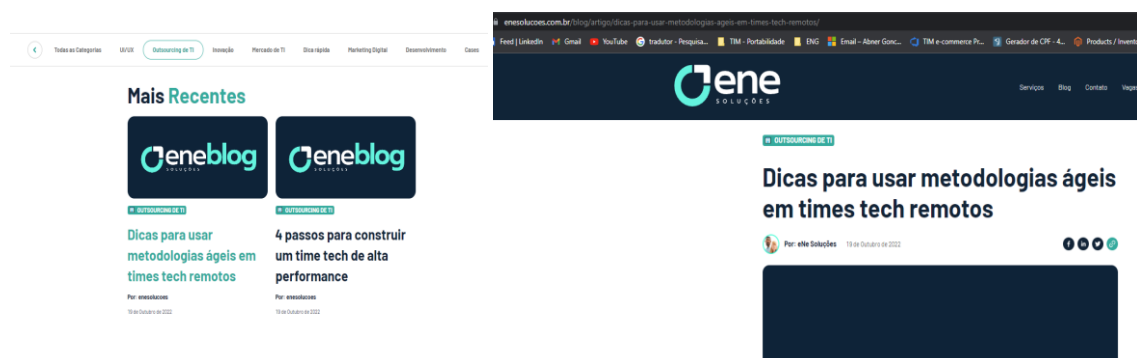 Todas as Categorias UI/UX Outsourcing de TI Inovação Mercado de TI Dica rápida Marketing Digital Desenvolvimento Cases
Mais Recentes
eneblog
SOLUÇÕES
OUTSOURCING DE TI
Dicas para usar
metodologias ágeis em
times tech remotos
Por: enesolucoes
19 de Outubro de 2022
eneblog
SOLUÇÕES
OUTSOURCING DE TI
4 passos para construir
um time tech de alta
performance
Por: enesolucoes
19 de Outubro de 2022
enesolucoes.com.br/blog/artigo/dicas-para-usar-metodologias-ageis-em-times-tech-remotos/
Feed | LinkedIn Gmail YouTube tradutor - Pesquisa... TIM - Portabilidade ENG Email – Abner Gonc... TIM e-commerce Pr... Gerador de CPF - 4... Products / Invento
ene
SOLUÇÕES
Serviços Blog Contato Vagas
OUTSOURCING DE TI
Dicas para usar metodologias ágeis
em times tech remotos
Por: eNe Soluções 19 de Outubro de 2022